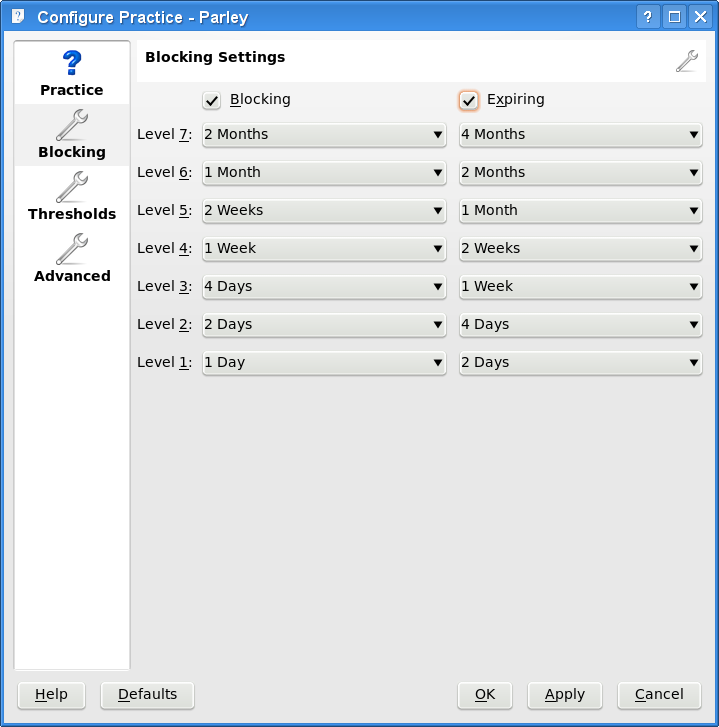 Configure Practice - Parley
Practice
Blocking
Thresholds
Advanced
Blocking Settings
Blocking Expiring
Level 7: 2 Months 4 Months
Level 6: 1 Month 2 Months
Level 5: 2 Weeks 1 Month
Level 4: 1 Week 2 Weeks
Level 3: 4 Days 1 Week
Level 2: 2 Days 4 Days
Level 1: 1 Day 2 Days
Help Defaults OK Apply Cancel